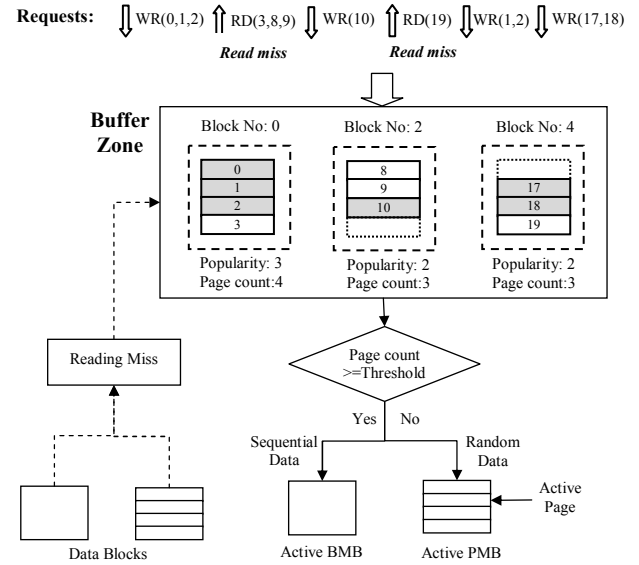 Requests: WR(0,1,2) RD(3,8,9) WR(10) RD(19) WR(1,2) WR(17,18)
Read miss Read miss
Buffer
Zone
Block No: 0 Block No: 2 Block No: 4
0 8
1 9 17
2 10 18
3 19
Popularity: 3 Popularity: 2 Popularity: 2
Page count:4 Page count:3 Page count:3
Reading Miss
Page count
>=Threshold
Yes No
Sequential
Data
Random
Data
Active
Page
Data Blocks Active BMB Active PMB